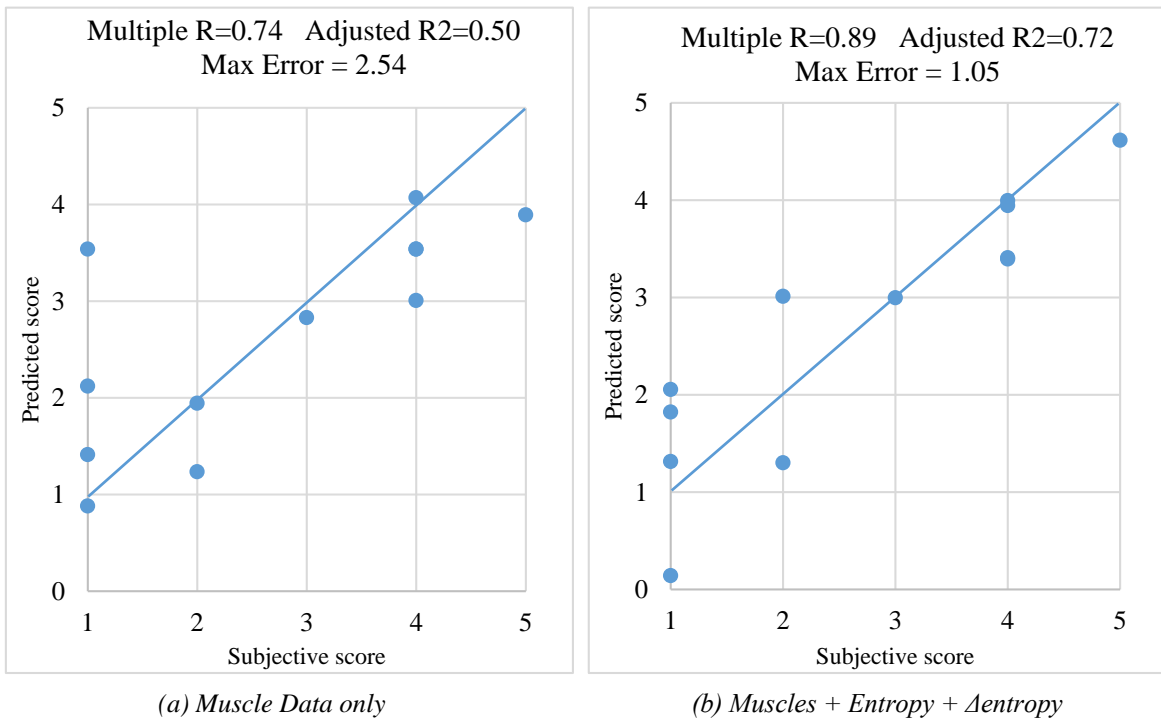 Multiple R=0.74 Adjusted R2=0.50
Max Error = 2.54
5
4
3
2
1
0
Predicted score
1 2 3 4 5
Subjective score
(a) Muscle Data only
Multiple R=0.89 Adjusted R2=0.72
Max Error = 1.05
5
4
3
2
1
0
Predicted score
1 2 3 4 5
Subjective score
(b) Muscles + Entropy + Δentropy